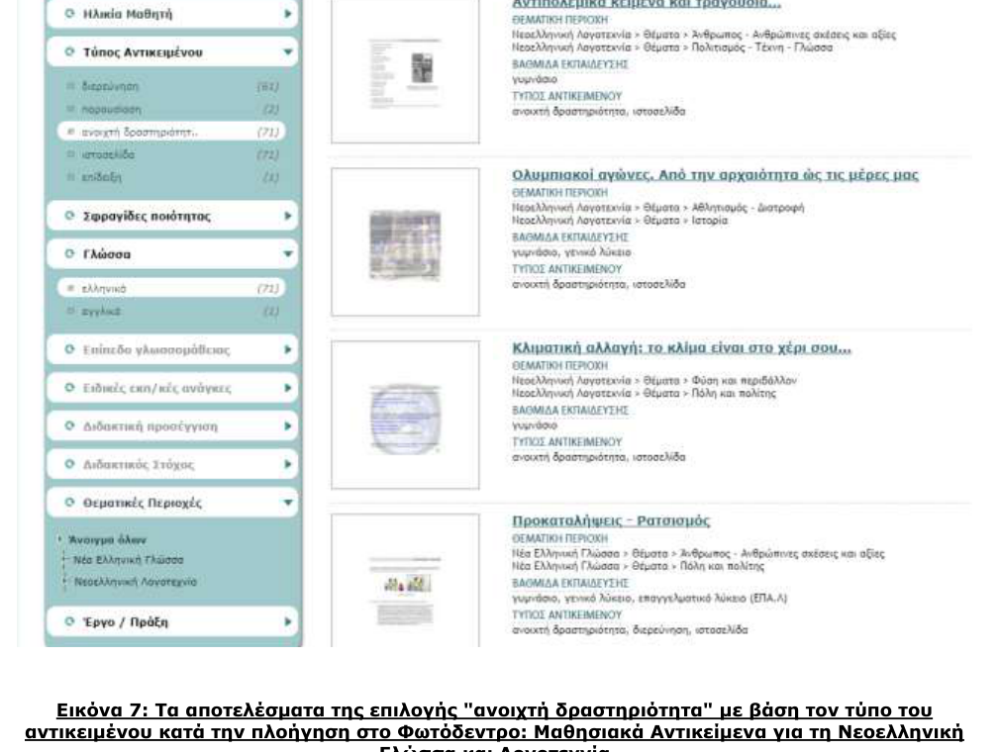 Ηλικία Μαθητή
Τύπος Αντικειμένου
διερεύνηση (61)
παρουσίαση (2)
ανοιχτή δραστηριότητ.. (71)
ιστοσελίδα (71)
επίδειξη (1)
Σφραγίδες ποιότητας
Γλώσσα
ελληνικά (71)
αγγλικά (1)
Επίπεδο γλωσσομάθειας
Ειδικές εκπ/κές ανάγκες
Διδακτική προσέγγιση
Διδακτικός Στόχος
Θεματικές Περιοχές
Άνοιγμα όλων
Νέα Ελληνική Γλώσσα
Νεοελληνική Λογοτεχνία
Έργο / Πράξη
Αντιπολεμικά κείμενα και τραγούδια...
ΘΕΜΑΤΙΚΗ ΠΕΡΙΟΧΗ
Νεοελληνική Λογοτεχνία > Θέματα > Άνθρωπος - Ανθρώπινες σχέσεις και αξίες
Νεοελληνική Λογοτεχνία > Θέματα > Πολιτισμός - Τέχνη - Γλώσσα
ΒΑΘΜΙΔΑ ΕΚΠΑΙΔΕΥΣΗΣ
γυμνάσιο
ΤΥΠΟΣ ΑΝΤΙΚΕΙΜΕΝΟΥ
ανοιχτή δραστηριότητα, ιστοσελίδα
Ολυμπιακοί αγώνες. Από την αρχαιότητα ώς τις μέρες μας
ΘΕΜΑΤΙΚΗ ΠΕΡΙΟΧΗ
Νεοελληνική Λογοτεχνία > Θέματα > Αθλητισμός - Διατροφή
Νεοελληνική Λογοτεχνία > Θέματα > Ιστορία
ΒΑΘΜΙΔΑ ΕΚΠΑΙΔΕΥΣΗΣ
γυμνάσιο, γενικό λύκειο
ΤΥΠΟΣ ΑΝΤΙΚΕΙΜΕΝΟΥ
ανοιχτή δραστηριότητα, ιστοσελίδα
Κλιματική αλλαγή: το κλίμα είναι στο χέρι σου...
ΘΕΜΑΤΙΚΗ ΠΕΡΙΟΧΗ
Νεοελληνική Λογοτεχνία > Θέματα > Φύση και περιβάλλον
Νεοελληνική Λογοτεχνία > Θέματα > Πόλη και πολίτης
ΒΑΘΜΙΔΑ ΕΚΠΑΙΔΕΥΣΗΣ
γυμνάσιο
ΤΥΠΟΣ ΑΝΤΙΚΕΙΜΕΝΟΥ
ανοιχτή δραστηριότητα, ιστοσελίδα
Προκαταλήψεις - Ρατσισμός
ΘΕΜΑΤΙΚΗ ΠΕΡΙΟΧΗ
Νέα Ελληνική Γλώσσα > Θέματα > Άνθρωπος - Ανθρώπινες σχέσεις και αξίες
Νέα Ελληνική Γλώσσα > Θέματα > Πόλη και πολίτης
ΒΑΘΜΙΔΑ ΕΚΠΑΙΔΕΥΣΗΣ
γυμνάσιο, γενικό λύκειο, επαγγελματικό λύκειο (ΕΠΑ.Λ)
ΤΥΠΟΣ ΑΝΤΙΚΕΙΜΕΝΟΥ
ανοιχτή δραστηριότητα, διερεύνηση, ιστοσελίδα
Εικόνα 7: Τα αποτελέσματα της επιλογής "ανοιχτή δραστηριότητα" με βάση τον τύπο του
αντικειμένου κατά την πλοήγηση στο Φωτόδεντρο: Μαθησιακά Αντικείμενα για τη Νεοελληνική
Γλώσσα και Λογοτεχνία